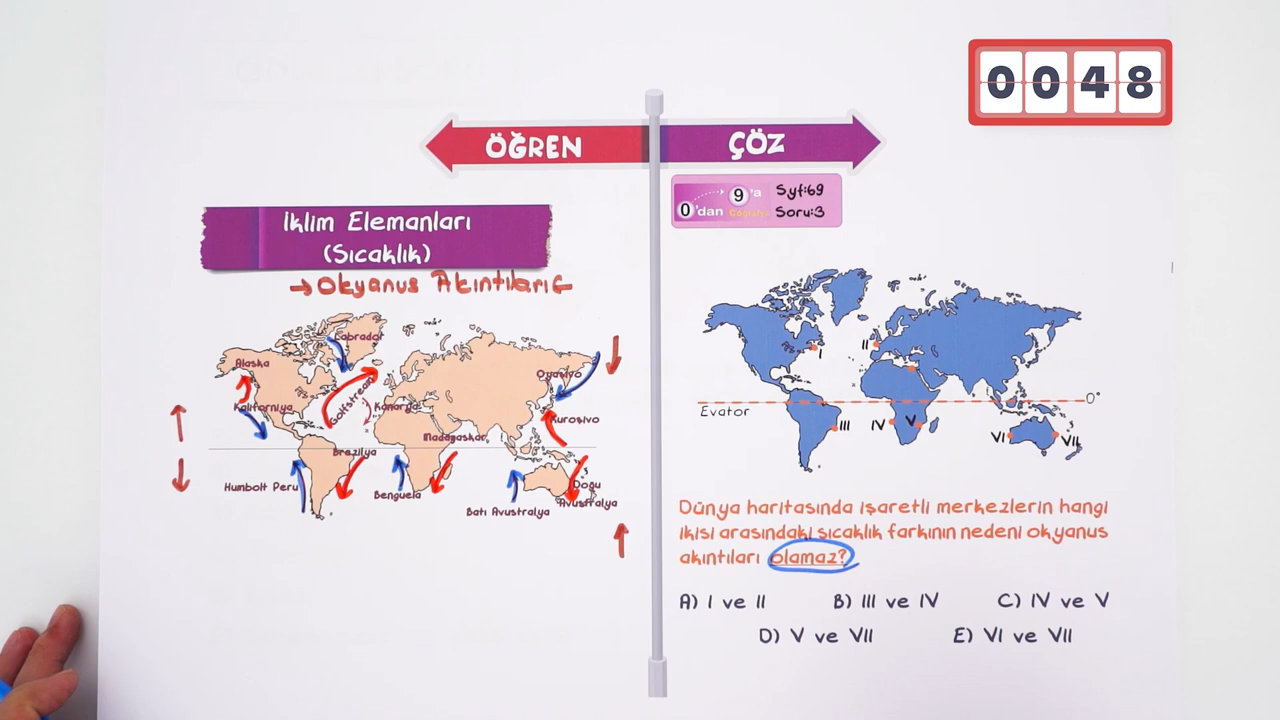 0048
ÖĞREN
ÇÖZ
0'dan 9'a Coğrafya
Syf:69
Soru:3
İklim Elemanları
(Sıcaklık)
→Okyanus Akıntıları
Labrador
Alaska
Oyaşivo
Golfstream
Kaliforniya
Kanarya
Kuroşivo
Madagaskar
Brezilya
Humbolt Peru
Benguela
Doğu
Avustralya
Batı Avustralya
I
II
0°
Evator
III
IV
V
VI
VII
Dünya haritasında işaretli merkezlerin hangi
ikisi arasındaki sıcaklık farkının nedeni okyanus
akıntıları olamaz?
A) I ve II
B) III ve IV
C) IV ve V
D) V ve VII
E) VI ve VII